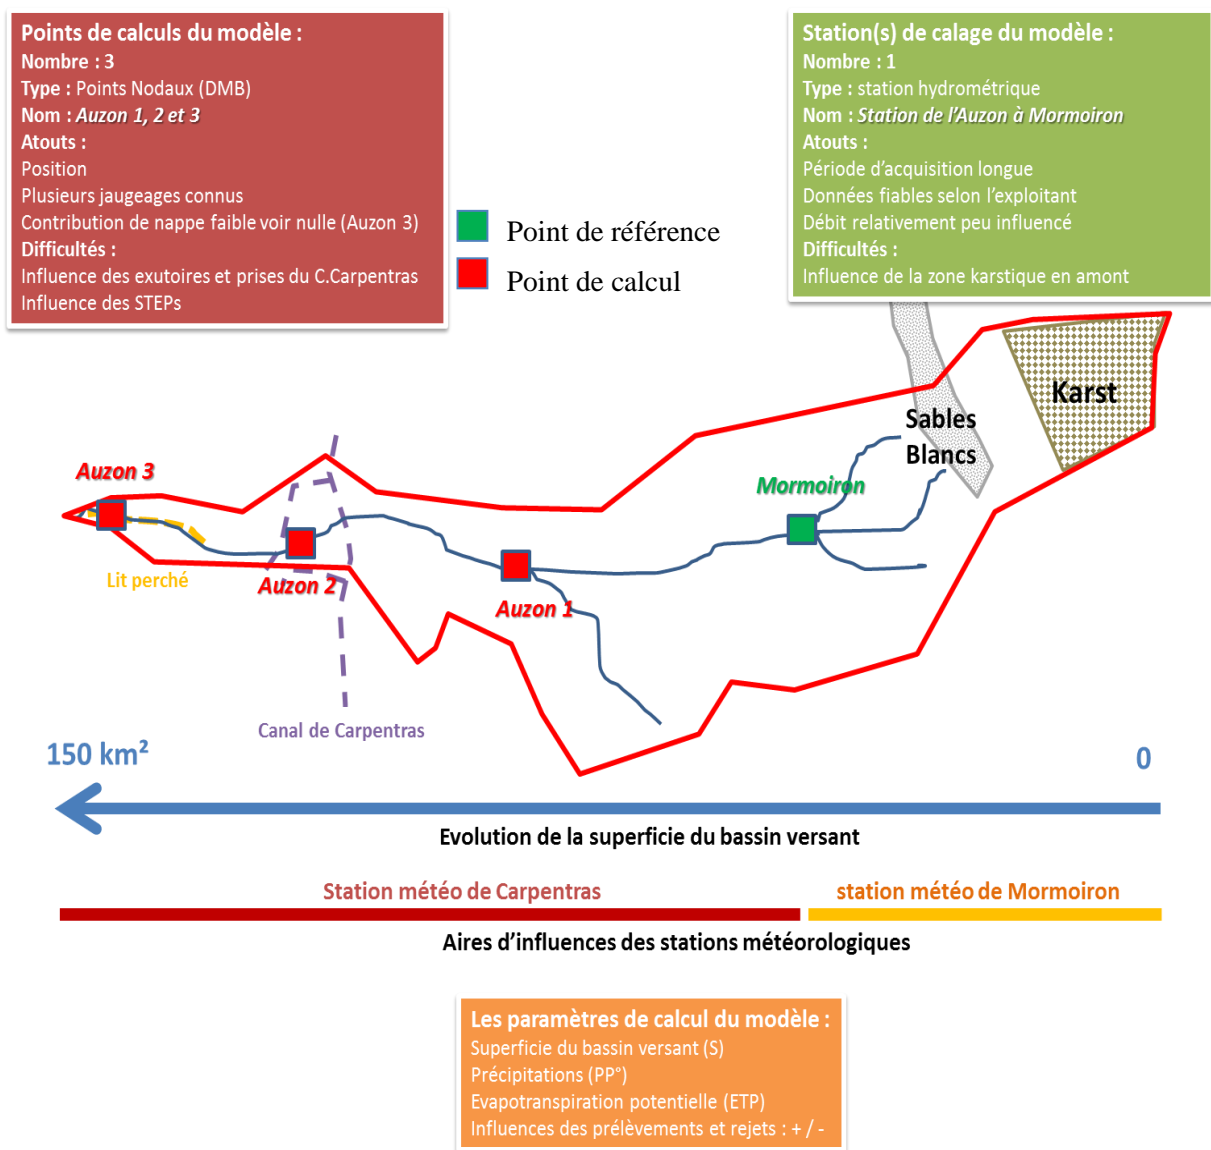 Points de calculs du modèle :
Nombre : 3
Type : Points Nodaux (DMB)
Nom : Auzon 1, 2 et 3
Atouts :
Position
Plusieurs jaugeages connus
Contribution de nappe faible voir nulle (Auzon 3)
Difficultés :
Influence des exutoires et prises du C.Carpentras
Influence des STEPs
Point de référence
Point de calcul
Station(s) de calage du modèle :
Nombre : 1
Type : station hydrométrique
Nom : Station de l'Auzon à Mormoiron
Atouts :
Période d'acquisition longue
Données fiables selon l'exploitant
Débit relativement peu influencé
Difficultés :
Influence de la zone karstique en amont
Karst
Sables
Blancs
Auzon 3
Mormoiron
Lit perché
Auzon 2
Auzon 1
Canal de Carpentras
150 km²
0
Evolution de la superficie du bassin versant
Station météo de Carpentras
station météo de Mormoiron
Aires d'influences des stations météorologiques
Les paramètres de calcul du modèle :
Superficie du bassin versant (S)
Précipitations (PP°)
Evapotranspiration potentielle (ETP)
Influences des prélèvements et rejets : + / -